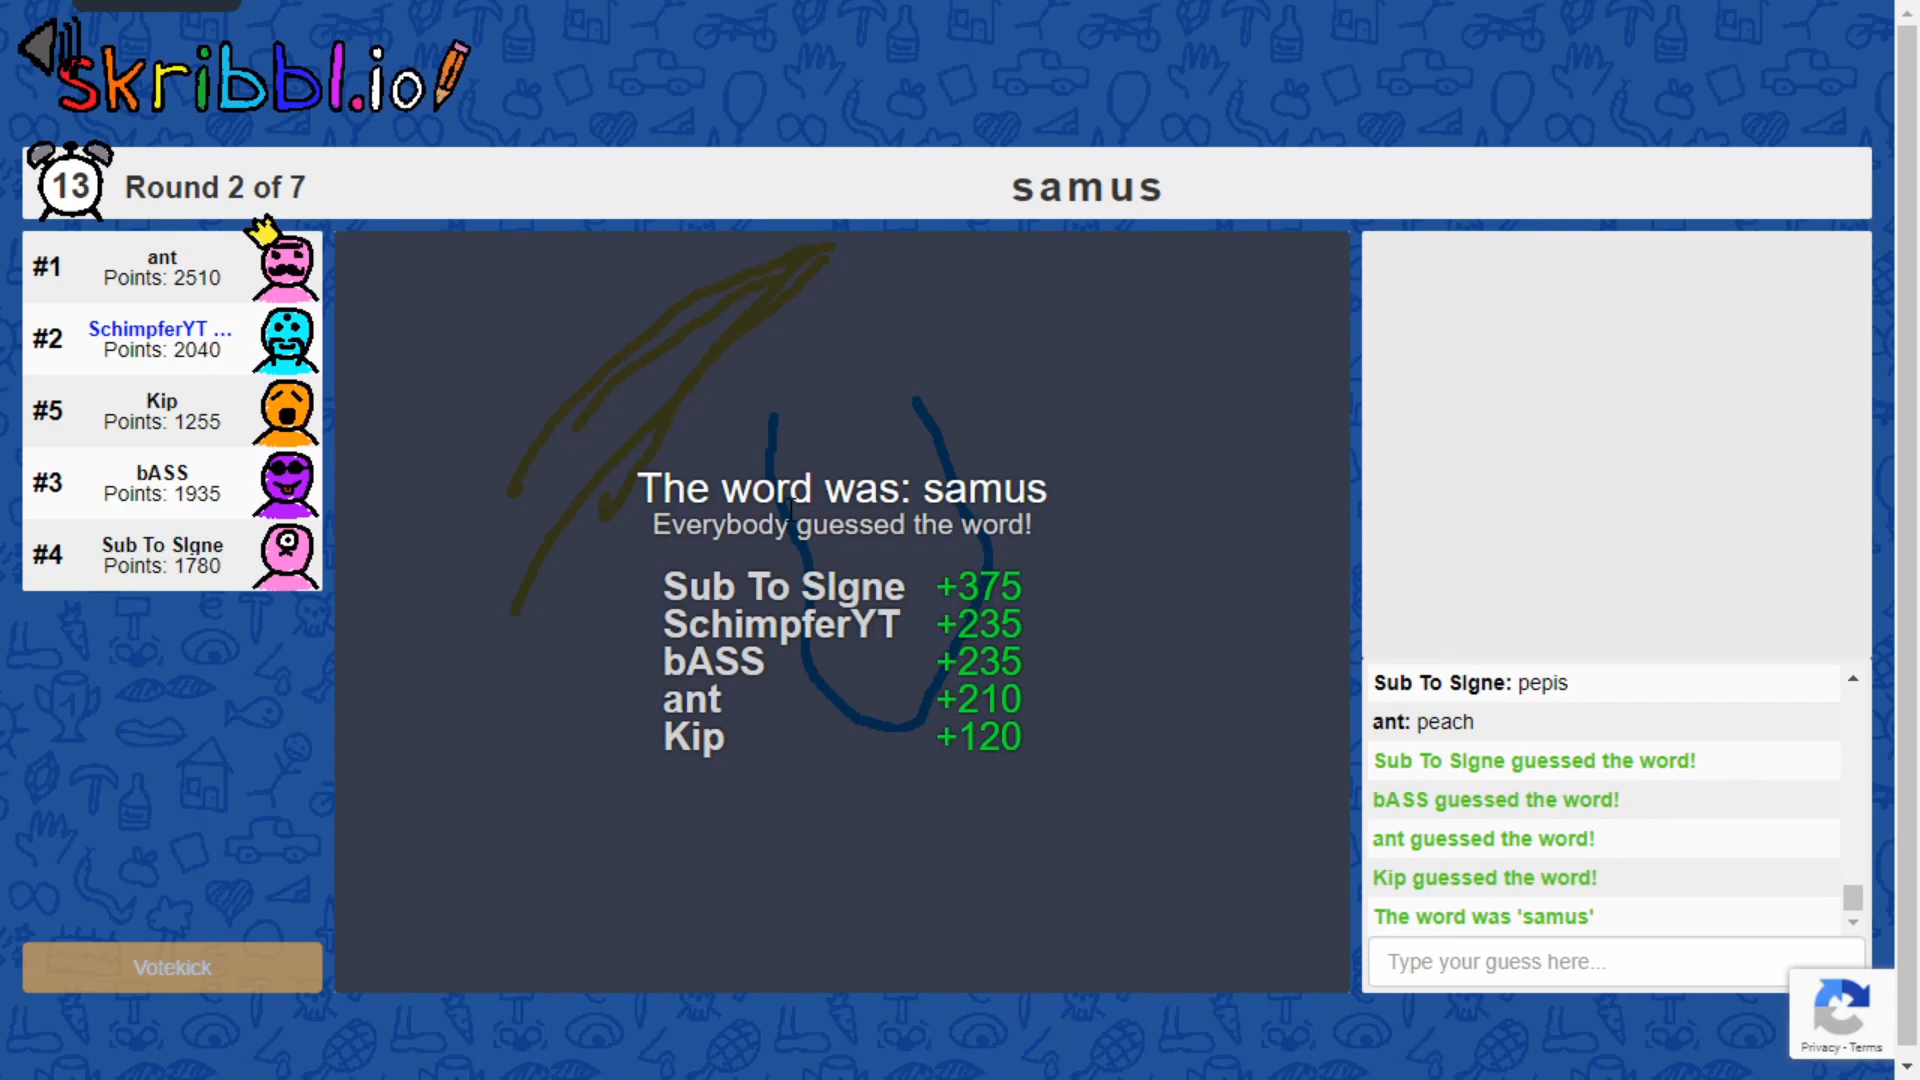 skribbl.io
13
Round 2 of 7
samus
#1
ant
Points: 2510
#2
SchimpferYT ...
Points: 2040
#5
Kip
Points: 1255
#3
bASS
Points: 1935
#4
Sub To SIgne
Points: 1780
Votekick
The word was: samus
Everybody guessed the word!
Sub To SIgne +375
SchimpferYT +235
bASS +235
ant +210
Kip +120
Sub To SIgne: pepis
ant: peach
Sub To SIgne guessed the word!
bASS guessed the word!
ant guessed the word!
Kip guessed the word!
The word was 'samus'
Type your guess here...
Privacy - Terms